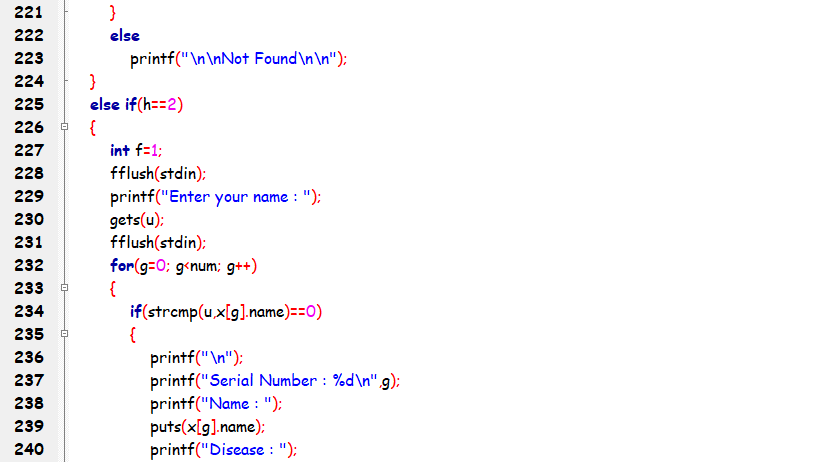 221 }
222 else
223 printf("\n\nNot Found\n\n");
224 }
225 else if(h==2)
226 {
227 int f=1;
228 fflush(stdin);
229 printf("Enter your name : ");
230 gets(u);
231 fflush(stdin);
232 for(g=0; g<num; g++)
233 {
234 if(strcmp(u,x[g].name)==0)
235 {
236 printf("\n");
237 printf("Serial Number : %d\n",g);
238 printf("Name : ");
239 puts(x[g].name);
240 printf("Disease : ");